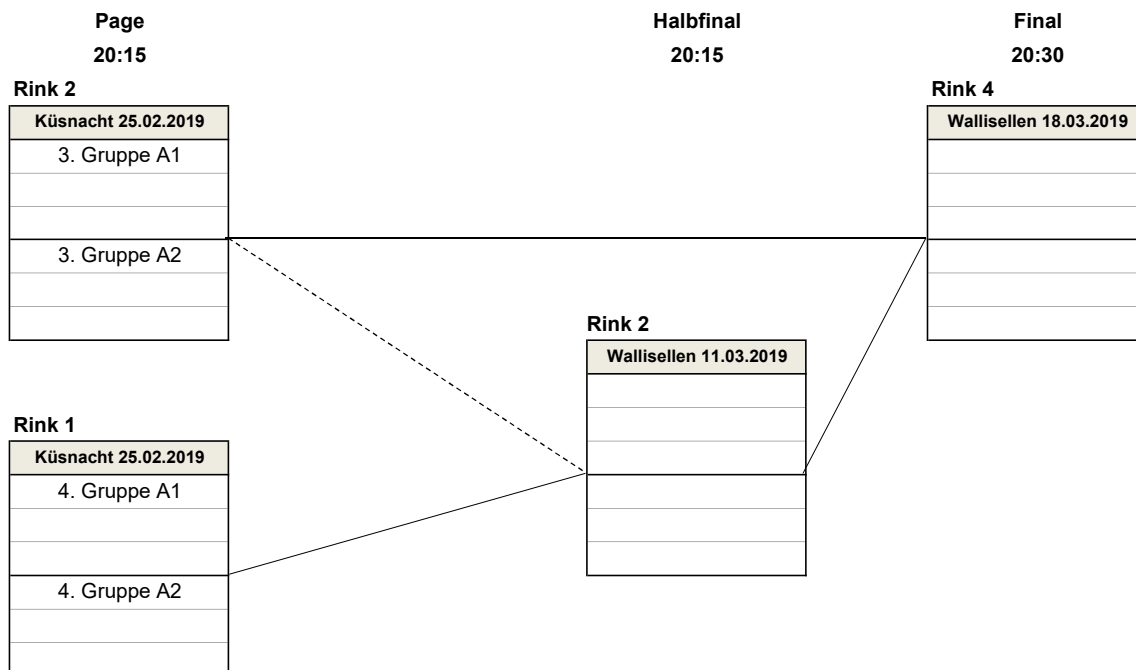 Page
Halbfinal
Final
20:15
20:15
20:30
Rink 2
Rink 4
Küsnacht 25.02.2019
Wallisellen 18.03.2019
3. Gruppe A1
3. Gruppe A2
Rink 2
Wallisellen 11.03.2019
Rink 1
Küsnacht 25.02.2019
4. Gruppe A1
4. Gruppe A2